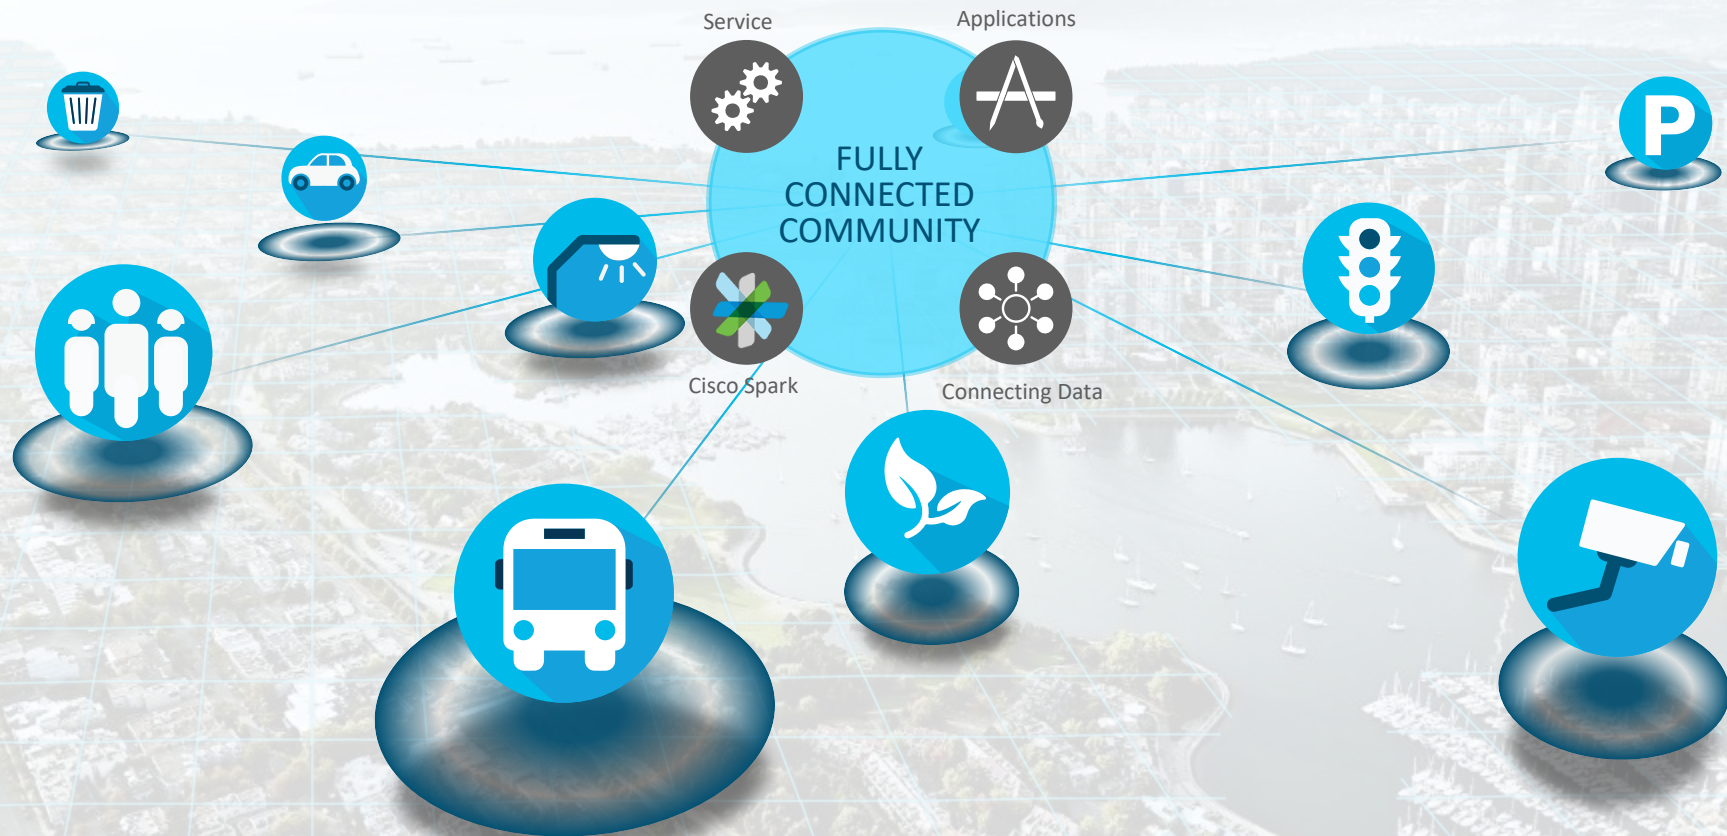 Service
Applications
FULLY
CONNECTED
COMMUNITY
P
Cisco Spark
Connecting Data